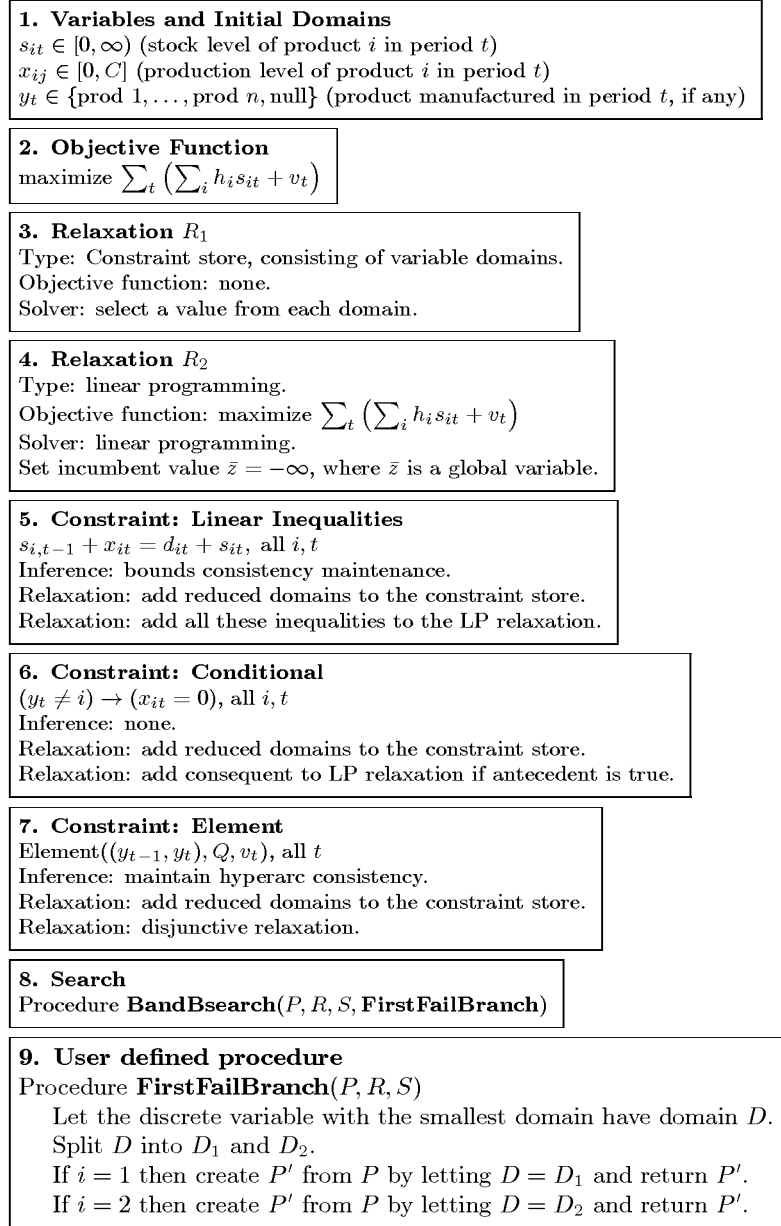 1. Variables and Initial Domains
s_{it} ∈ [0, ∞) (stock level of product i in period t)
x_{ij} ∈ [0, C] (production level of product i in period t)
y_t ∈ {prod 1, . . . , prod n, null} (product manufactured in period t, if any)
2. Objective Function
maximize ∑_t (∑_i h_i s_{it} + v_t)
3. Relaxation R_1
Type: Constraint store, consisting of variable domains.
Objective function: none.
Solver: select a value from each domain.
4. Relaxation R_2
Type: linear programming.
Objective function: maximize ∑_t (∑_i h_i s_{it} + v_t)
Solver: linear programming.
Set incumbent value z̄ = −∞, where z̄ is a global variable.
5. Constraint: Linear Inequalities
s_{i,t−1} + x_{it} = d_{it} + s_{it}, all i, t
Inference: bounds consistency maintenance.
Relaxation: add reduced domains to the constraint store.
Relaxation: add all these inequalities to the LP relaxation.
6. Constraint: Conditional
(y_t ≠ i) → (x_{it} = 0), all i, t
Inference: none.
Relaxation: add reduced domains to the constraint store.
Relaxation: add consequent to LP relaxation if antecedent is true.
7. Constraint: Element
Element((y_{t−1}, y_t), Q, v_t), all t
Inference: maintain hyperarc consistency.
Relaxation: add reduced domains to the constraint store.
Relaxation: disjunctive relaxation.
8. Search
Procedure BandBsearch(P, R, S, FirstFailBranch)
9. User defined procedure
Procedure FirstFailBranch(P, R, S)
Let the discrete variable with the smallest domain have domain D.
Split D into D_1 and D_2.
If i = 1 then create P′ from P by letting D = D_1 and return P′.
If i = 2 then create P′ from P by letting D = D_2 and return P′.